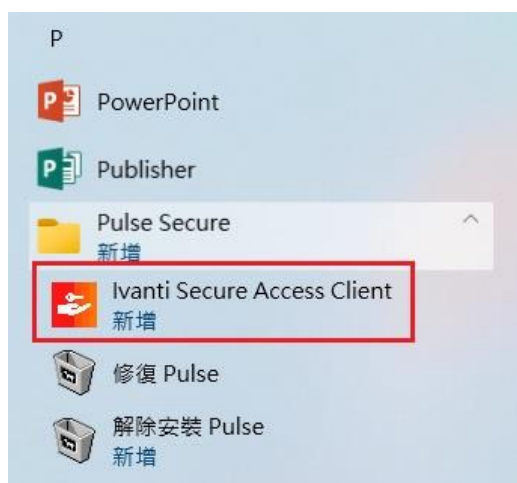 P
PowerPoint
Publisher
Pulse Secure
新增
Ivanti Secure Access Client
新增
修復 Pulse
解除安裝 Pulse
新增